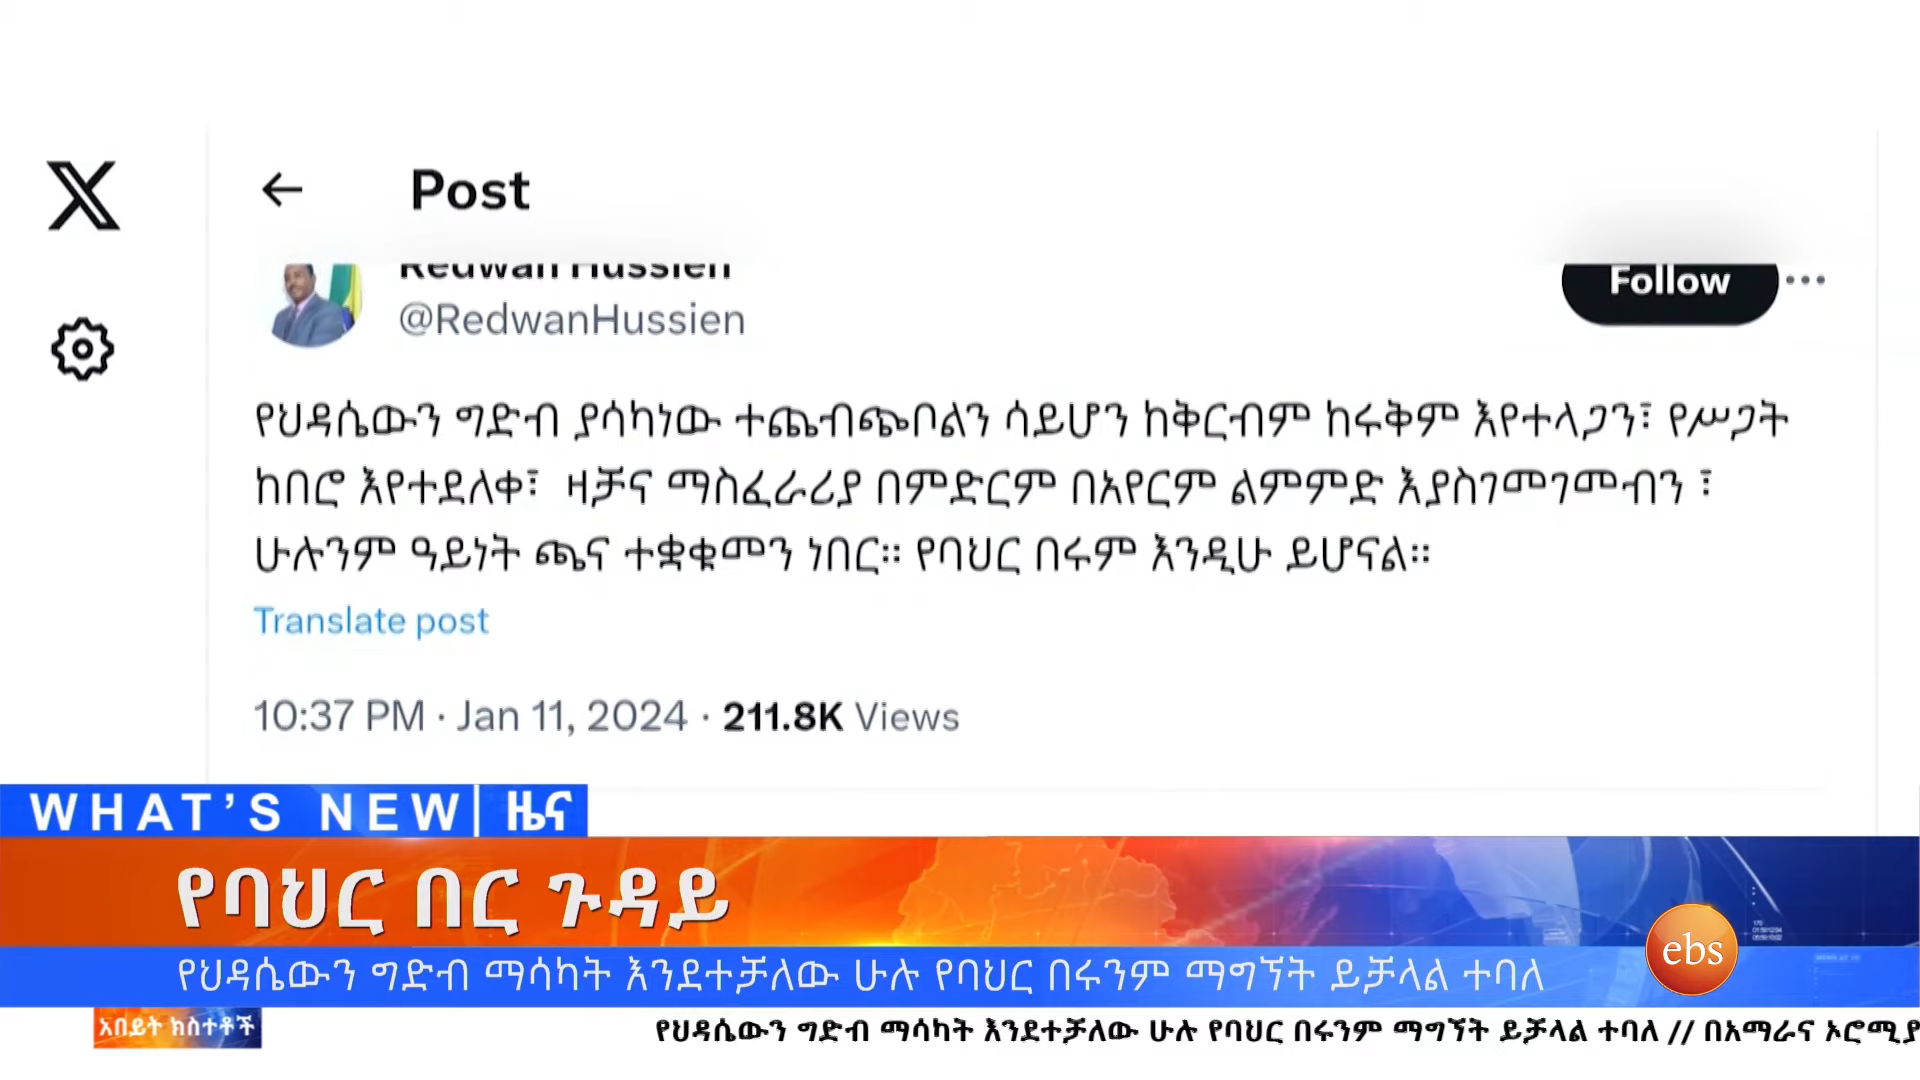 Post
Redwan Hussien
@RedwanHussien
Follow
የህዳሴውን ግድብ ያሳካነው ተጨብጭቦልን ሳይሆን ከቅርብም ከሩቅም እየተላጋን፣ የሥጋት
ከበሮ እየተደለቀ፣ ዛቻና ማስፈራሪያ በምድርም በአየርም ልምምድ እያስገመገመብን ፣
ሁሉንም ዓይነት ጫና ተቋቁመን ነበር። የባህር በሩም እንዲሁ ይሆናል።
Translate post
10:37 PM · Jan 11, 2024 · 211.8K Views
WHAT'S NEW| ዜና
የባህር በር ጉዳይ
ebs
የህዳሴውን ግድብ ማሳካት እንደተቻለው ሁሉ የባህር በሩንም ማግኘት ይቻላል ተባለ
አበይት ክስተቶች
የህዳሴውን ግድብ ማሳካት እንደተቻለው ሁሉ የባህር በሩንም ማግኘት ይቻላል ተባለ // በአማራና ኦሮሚያ